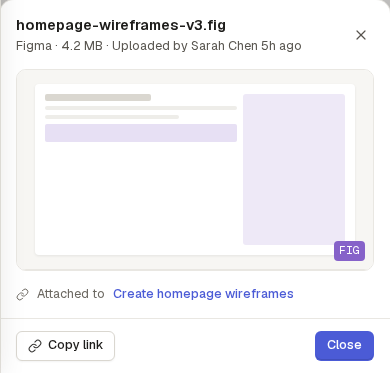 homepage-wireframes-v3.fig
Figma · 4.2 MB · Uploaded by Sarah Chen 5h ago
FIG
Attached to Create homepage wireframes
Copy link
Close